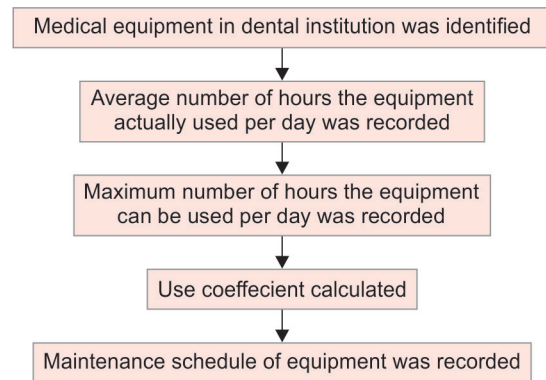 Medical equipment in dental institution was identified
Average number of hours the equipment
actually used per day was recorded
Maximum number of hours the equipment
can be used per day was recorded
Use coeffecient calculated
Maintenance schedule of equipment was recorded